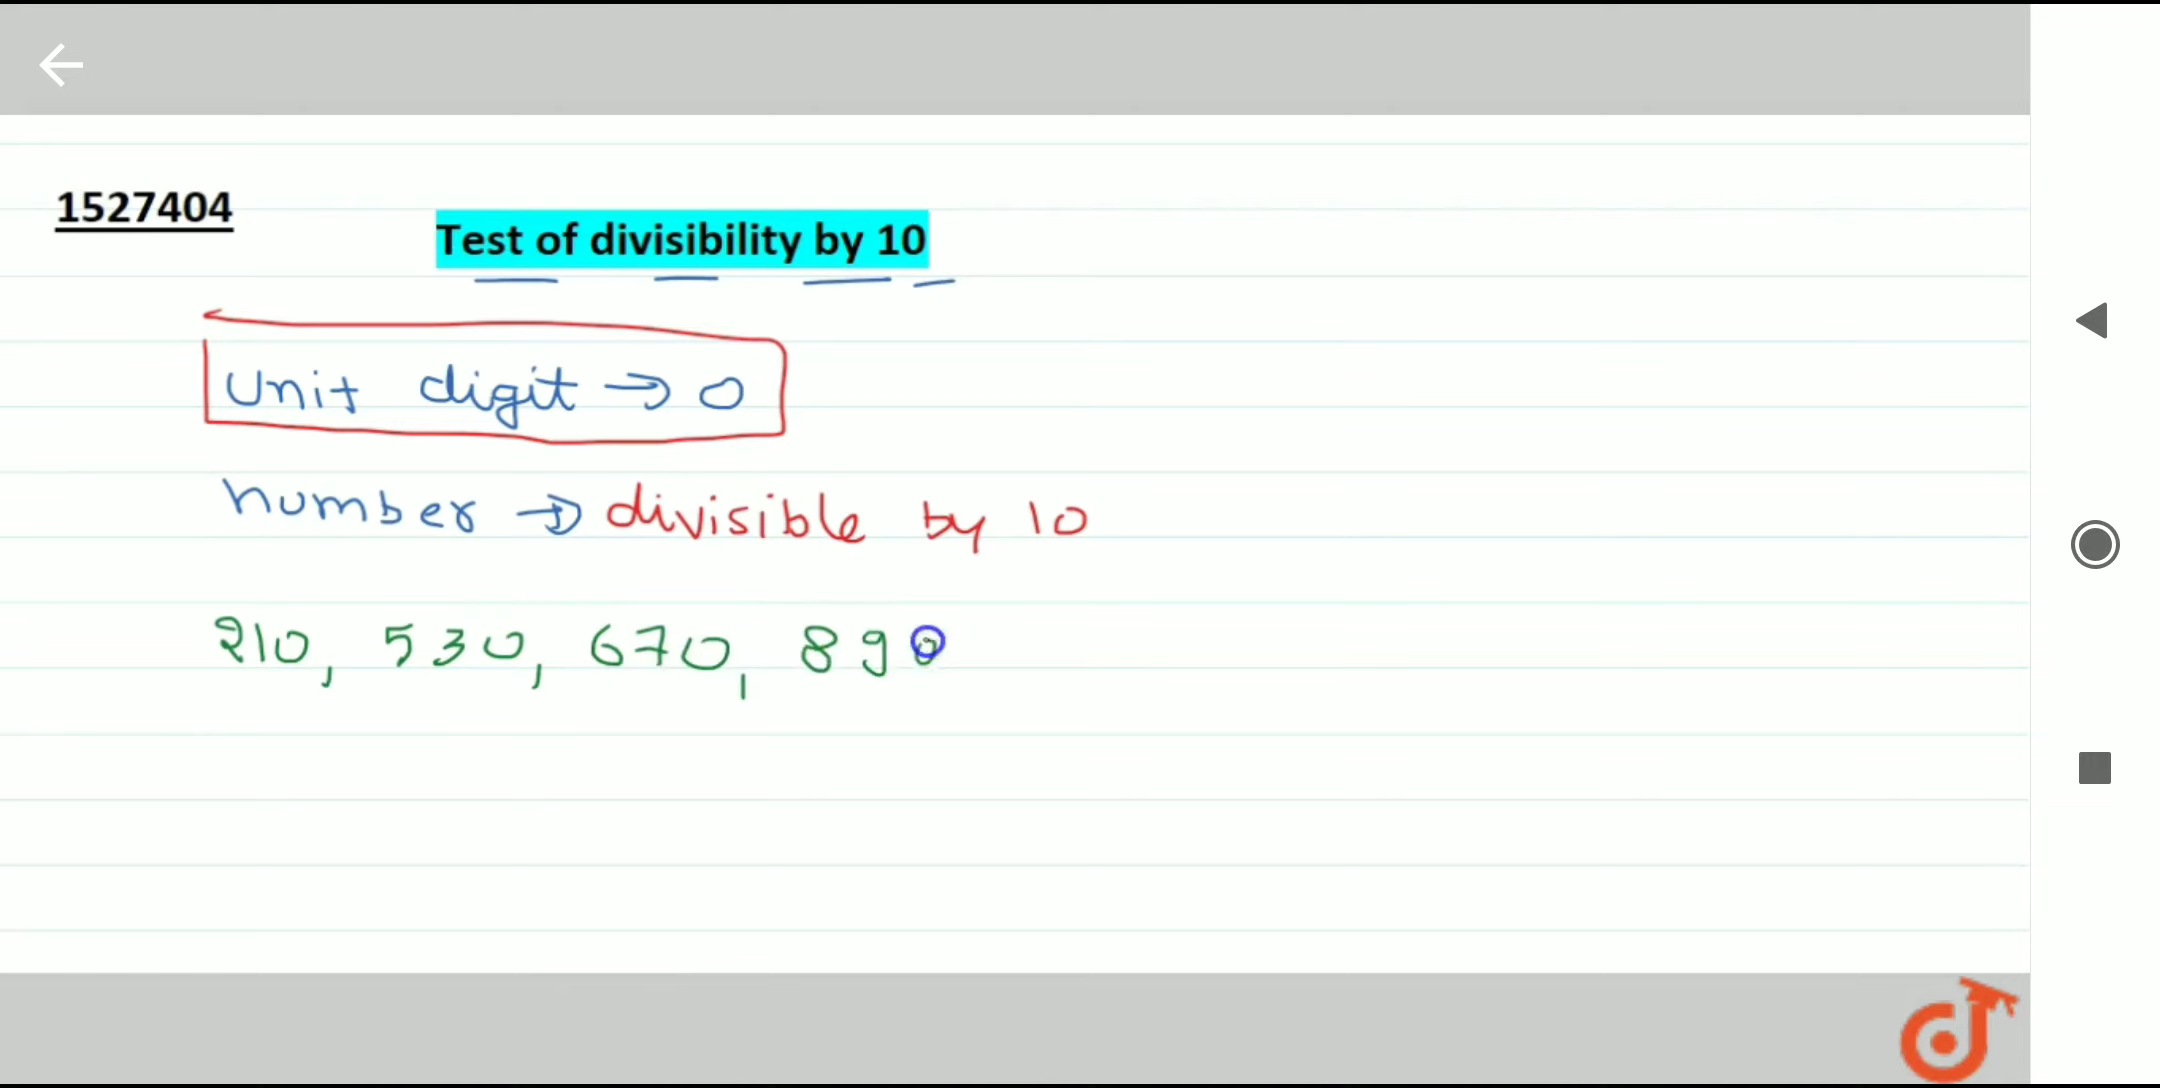 1527404
Test of divisibility by 10
Unit digit → 0
number → divisible by 10
210, 530, 670, 890